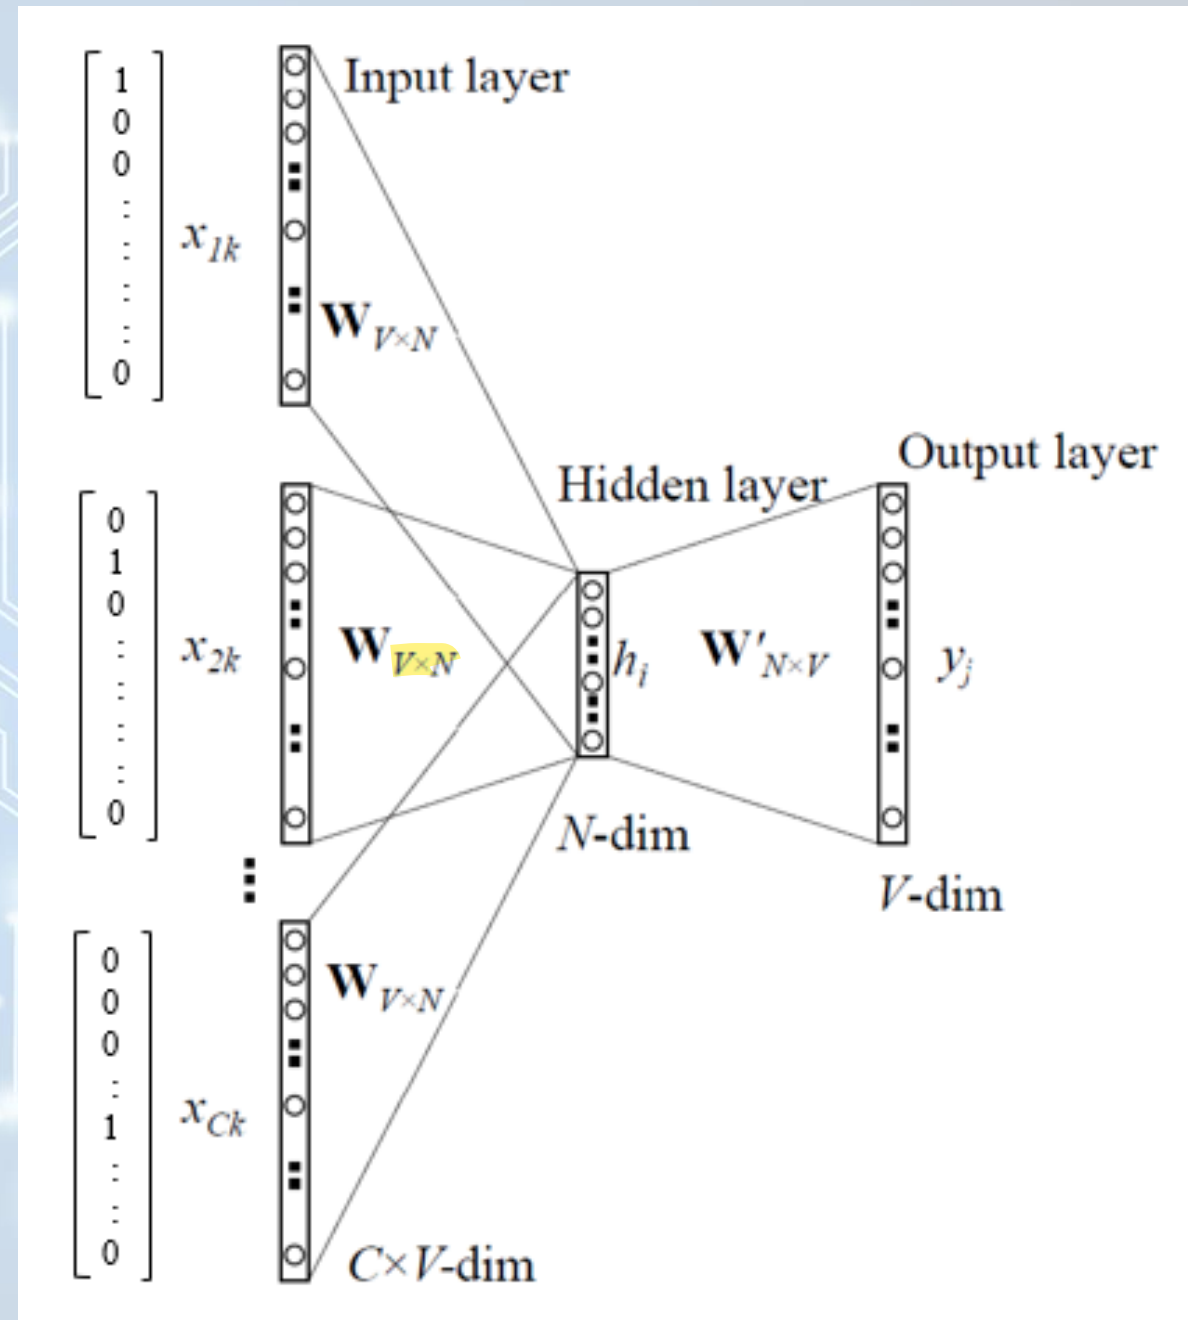 1
0
0
:
:
:
:
0
x1k
Input layer
WV×N
0
1
0
:
:
:
:
0
x2k
WV×N
Hidden layer
hi
N-dim
W'N×V
Output layer
yj
V-dim
0
0
0
:
1
:
:
0
xCk
WV×N
C×V-dim